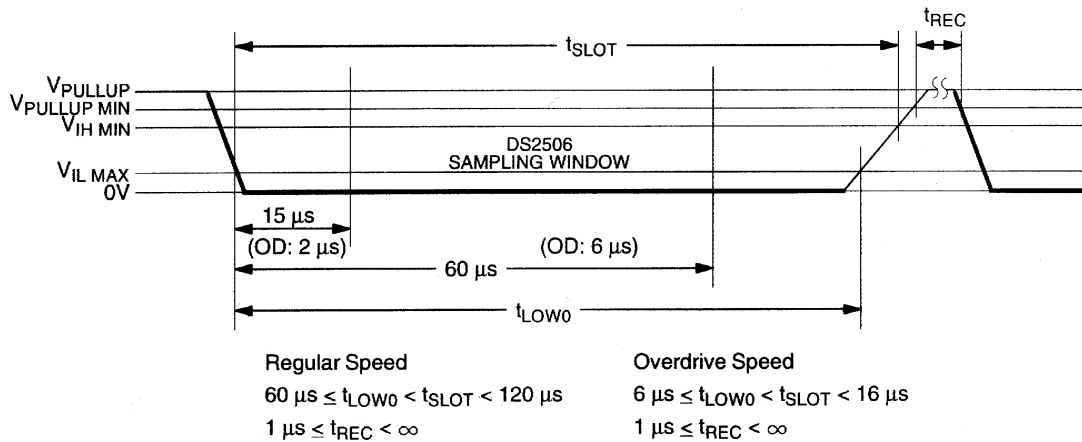 tREC
tSLOT
VPULLUP
VPULLUP MIN
VIH MIN
DS2506
SAMPLING WINDOW
VIL MAX
0V
15 µs
(OD: 2 µs)
(OD: 6 µs)
60 µs
tLOW0
Regular Speed
60 µs ≤ tLOW0 < tSLOT < 120 µs
1 µs ≤ tREC < ∞
Overdrive Speed
6 µs ≤ tLOW0 < tSLOT < 16 µs
1 µs ≤ tREC < ∞